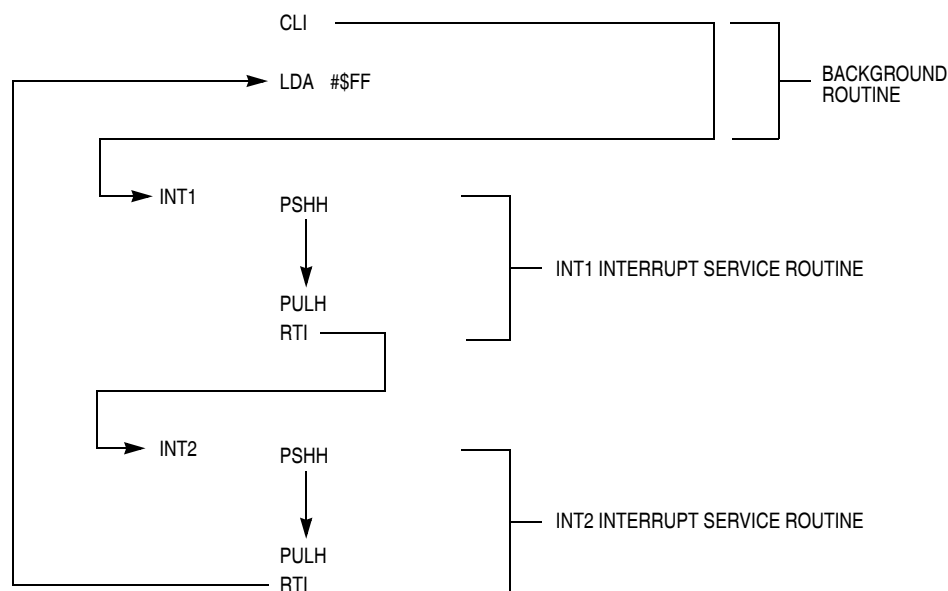 CLI
LDA #$FF
BACKGROUND
ROUTINE
INT1
PSHH
INT1 INTERRUPT SERVICE ROUTINE
PULH
RTI
INT2
PSHH
INT2 INTERRUPT SERVICE ROUTINE
PULH
RTI